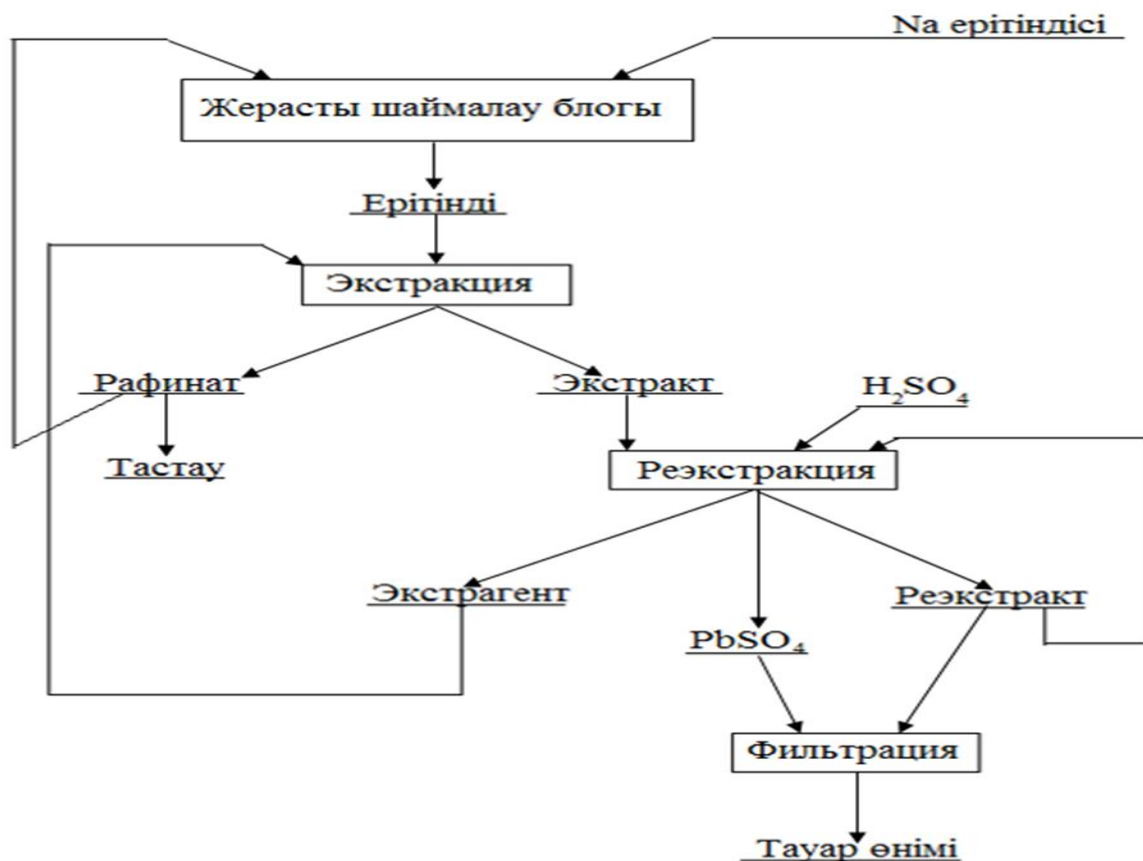 Na ерітіндісі
Жерасты шаймалау блогы
Ерітінді
Экстракция
Рафинат
Экстракт
H₂SO₄
Тастау
Реэкстракция
Экстрагент
Реэкстракт
PbSO₄
Фильтрация
Тауар өнімі